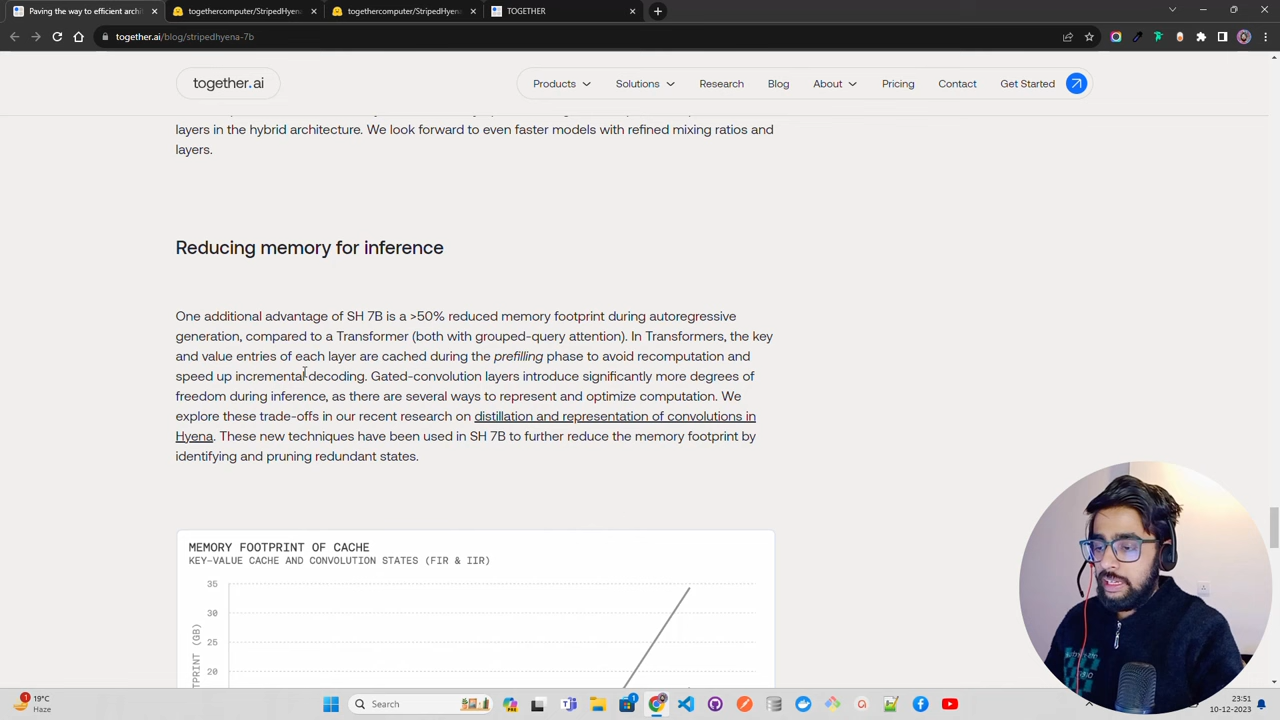 Paving the way to efficient archi
togethercomputer/StripedHyen
togethercomputer/StripedHyen
TOGETHER
together.ai/blog/stripedhyena-7b
together.ai
Products
Solutions
Research
Blog
About
Pricing
Contact
Get Started
layers in the hybrid architecture. We look forward to even faster models with refined mixing ratios and
layers.
Reducing memory for inference
One additional advantage of SH 7B is a >50% reduced memory footprint during autoregressive
generation, compared to a Transformer (both with grouped-query attention). In Transformers, the key
and value entries of each layer are cached during the prefilling phase to avoid recomputation and
speed up incremental decoding. Gated-convolution layers introduce significantly more degrees of
freedom during inference, as there are several ways to represent and optimize computation. We
explore these trade-offs in our recent research on distillation and representation of convolutions in
Hyena. These new techniques have been used in SH 7B to further reduce the memory footprint by
identifying and pruning redundant states.
MEMORY FOOTPRINT OF CACHE
KEY-VALUE CACHE AND CONVOLUTION STATES (FIR & IIR)
35
30
25
20
TPRINT (GB)
1
19°C
Haze
Search
23:51
10-12-2023